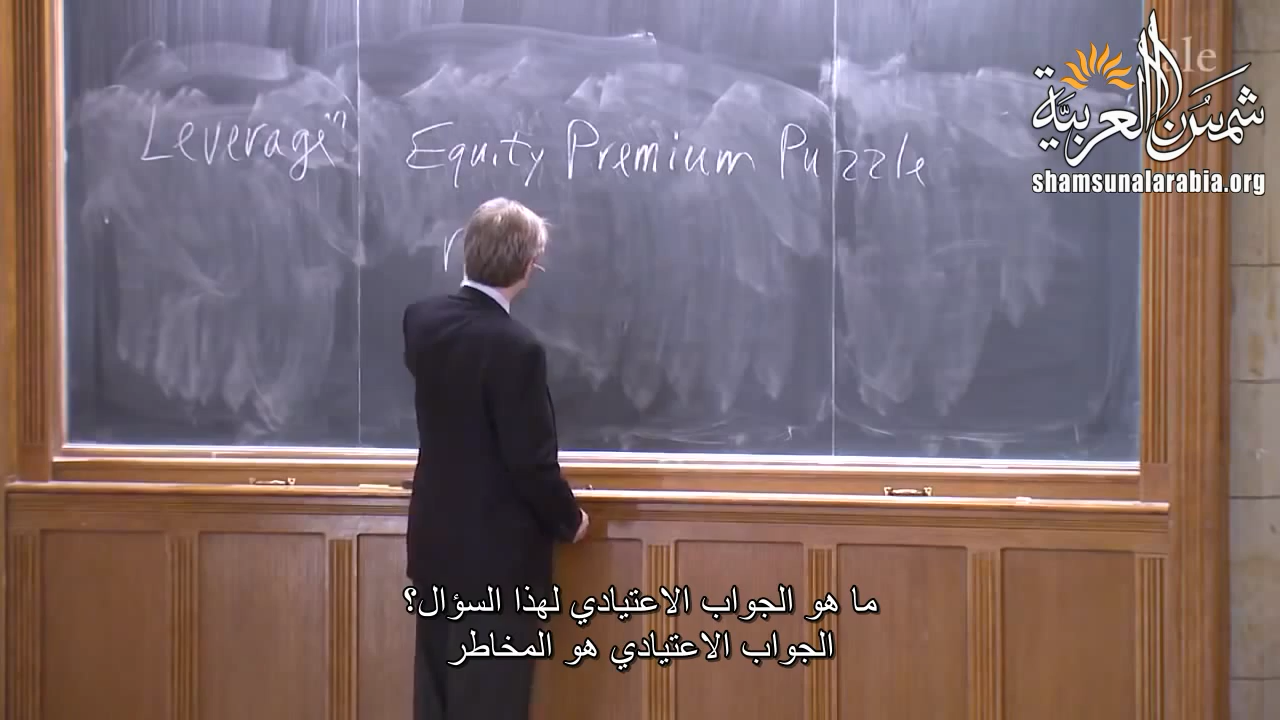 شمس العربية
shamsunalarabia.org
Leverage" Equity Premium Puzzle
r
ما هو الجواب الاعتيادي لهذا السؤال؟
الجواب الاعتيادي هو المخاطر